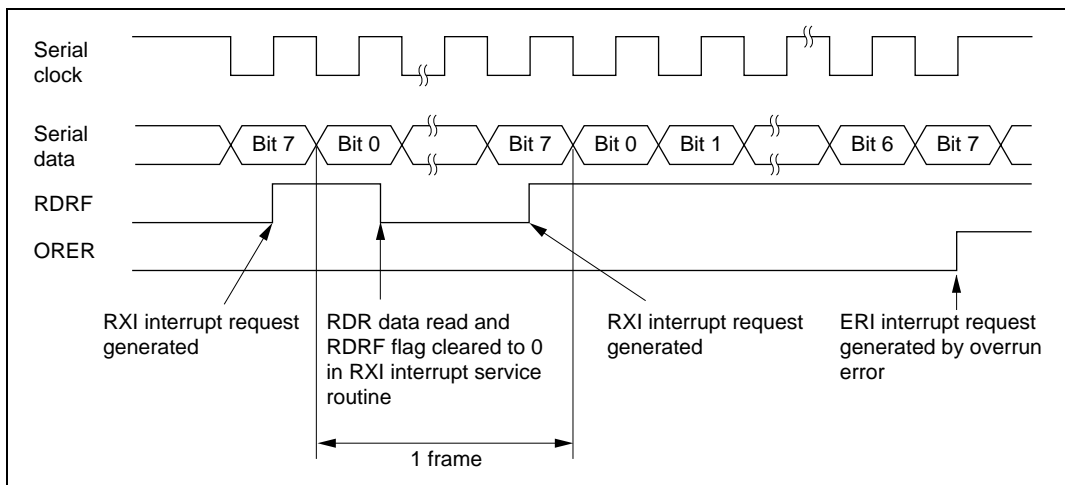 Serial
clock
Serial
data
Bit 7
Bit 0
Bit 7
Bit 0
Bit 1
Bit 6
Bit 7
RDRF
ORER
RXI interrupt request
generated
RDR data read and
RDRF flag cleared to 0
in RXI interrupt service
routine
RXI interrupt request
generated
ERI interrupt request
generated by overrun
error
1 frame